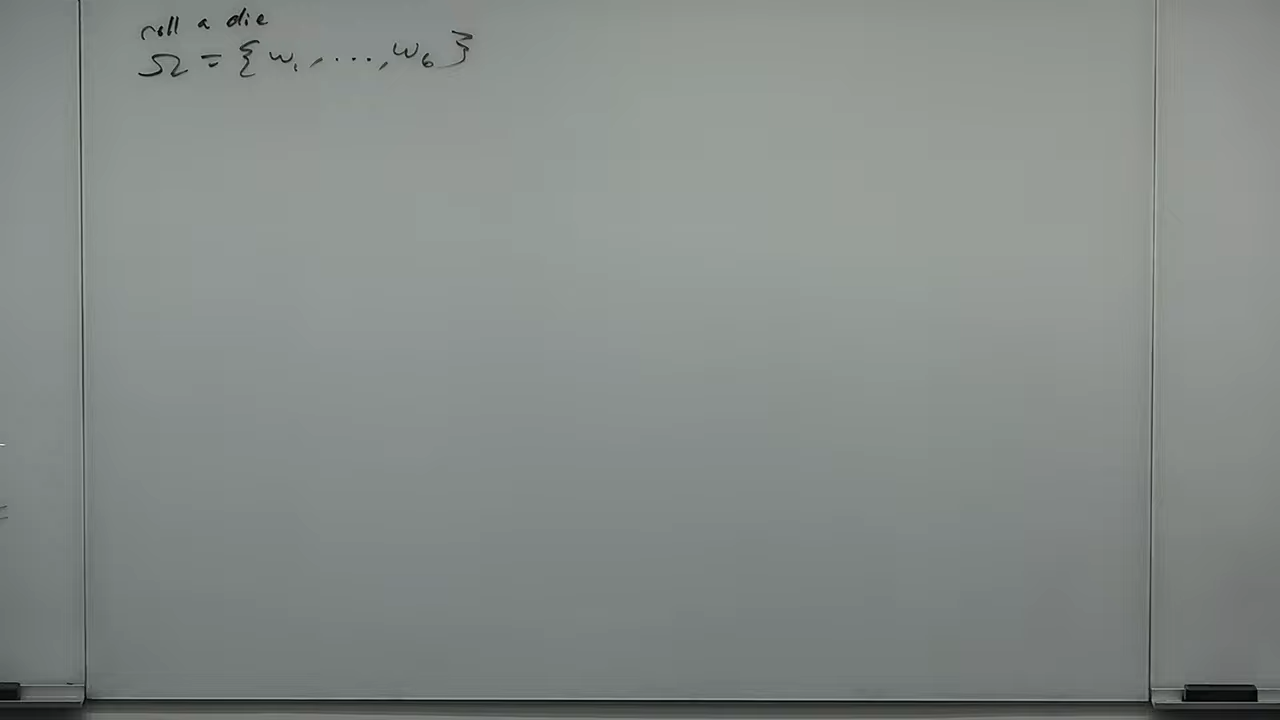 roll a die
Ω = { ω₁, ..., ω₆ }